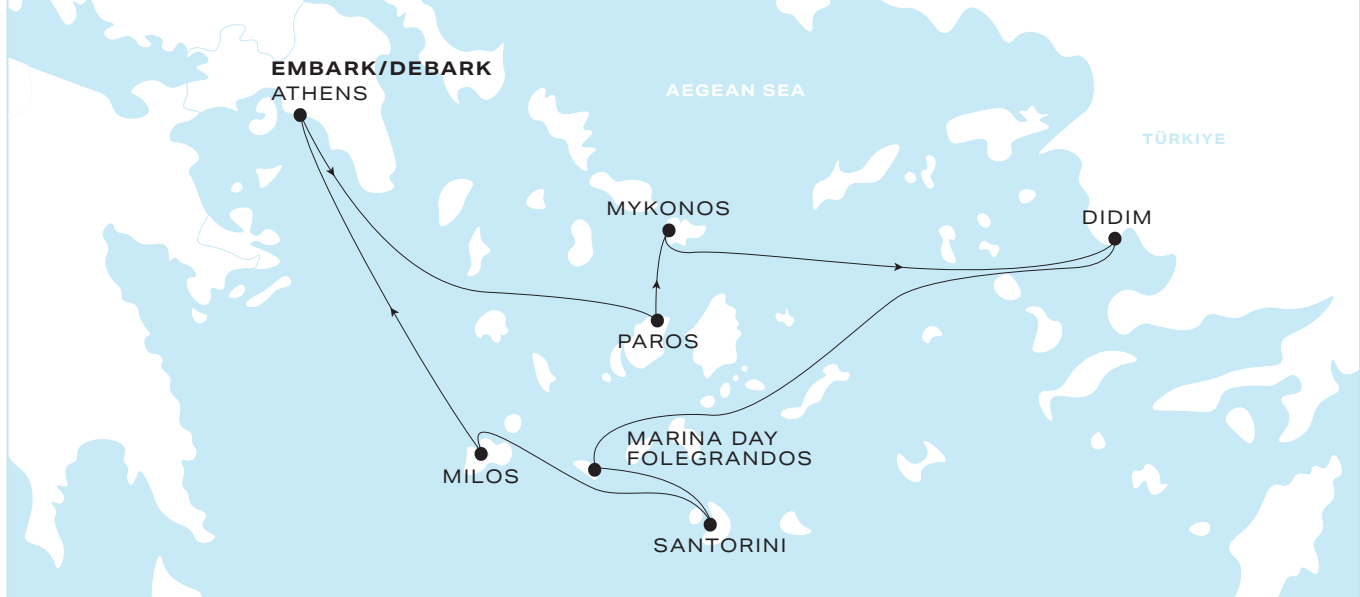 EMBARK/DEBARK
ATHENS
AEGEAN SEA
TÜRKIYE
MYKONOS
DIDIM
PAROS
MARINA DAY
FOLEGRANDOS
MILOS
SANTORINI